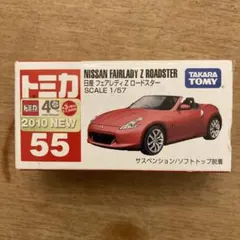 トミカ
NISSAN FAIRLADY Z ROADSTER
日産 フェアレディ Z ロードスター
SCALE 1/57
TAKARA
TOMY
40
2010 NEW
55
サスペンション/ソフトトップ脱着